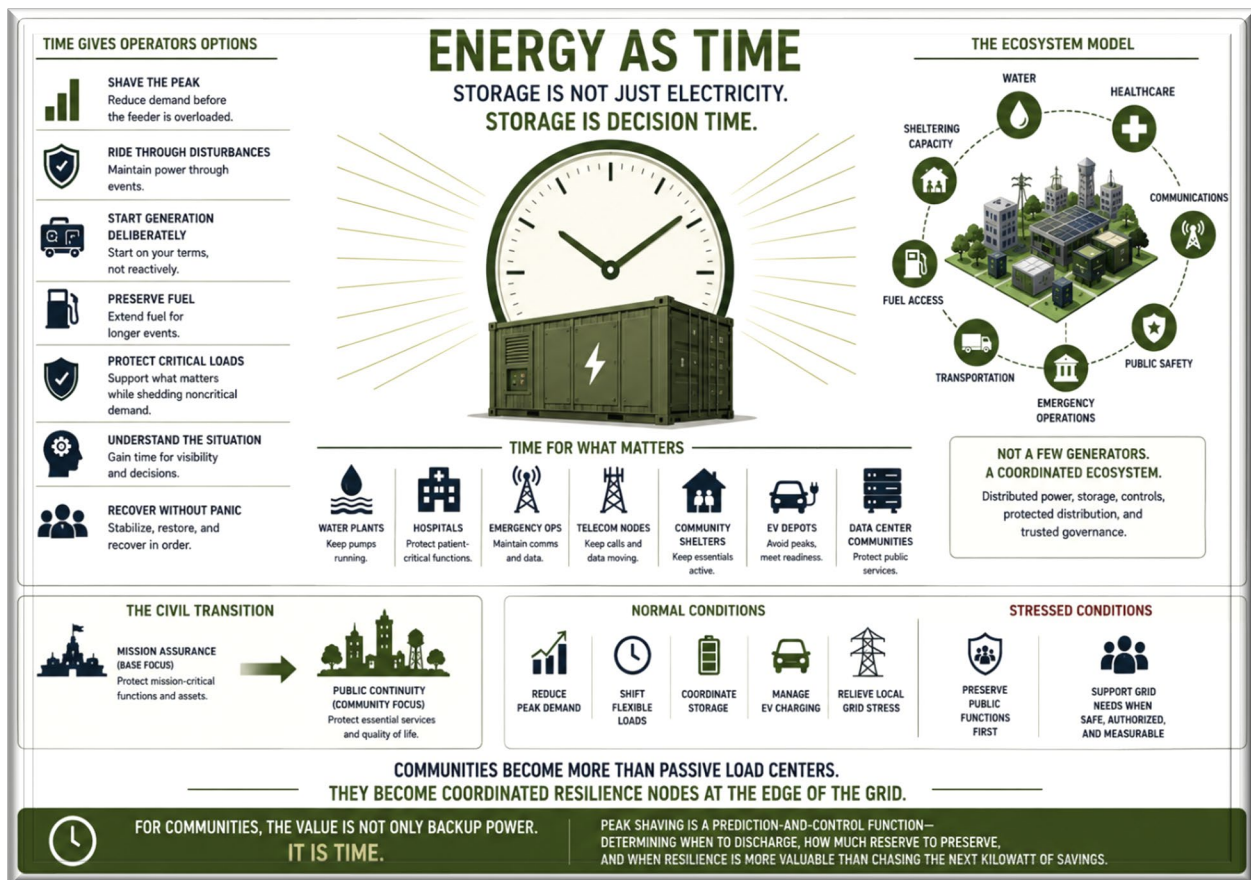 ENERGY AS TIME
STORAGE IS NOT JUST ELECTRICITY.
STORAGE IS DECISION TIME.
TIME GIVES OPERATORS OPTIONS
SHAVE THE PEAK
Reduce demand before
the feeder is overloaded.
RIDE THROUGH DISTURBANCES
Maintain power through
events.
START GENERATION
DELIBERATELY
Start on your terms,
not reactively.
PRESERVE FUEL
Extend fuel for
longer events.
PROTECT CRITICAL LOADS
Support what matters
while shedding noncritical
demand.
UNDERSTAND THE SITUATION
Gain time for visibility
and decisions.
RECOVER WITHOUT PANIC
Stabilize, restore, and
recover in order.
TIME FOR WHAT MATTERS
WATER PLANTS
Keep pumps
running.
HOSPITALS
Protect patient-
critical functions.
EMERGENCY OPS
Maintain comms
and data.
TELECOM NODES
Keep calls and
data moving.
COMMUNITY
SHELTERS
Keep essentials
active.
EV DEPOTS
Avoid peaks,
meet readiness.
DATA CENTER
COMMUNITIES
Protect public
services.
THE ECOSYSTEM MODEL
WATER
HEALTHCARE
COMMUNICATIONS
PUBLIC SAFETY
EMERGENCY
OPERATIONS
TRANSPORTATION
FUEL ACCESS
SHELTERING
CAPACITY
NOT A FEW GENERATORS.
A COORDINATED ECOSYSTEM.
Distributed power, storage, controls,
protected distribution, and
trusted governance.
THE CIVIL TRANSITION
MISSION ASSURANCE
(BASE FOCUS)
Protect mission-critical
functions and assets.
PUBLIC CONTINUITY
(COMMUNITY FOCUS)
Protect essential services
and quality of life.
NORMAL CONDITIONS
REDUCE
PEAK DEMAND
SHIFT
FLEXIBLE
LOADS
COORDINATE
STORAGE
MANAGE
EV CHARGING
RELIEVE LOCAL
GRID STRESS
STRESSED CONDITIONS
PRESERVE
PUBLIC
FUNCTIONS
FIRST
SUPPORT GRID
NEEDS WHEN
SAFE, AUTHORIZED,
AND MEASURABLE
COMMUNITIES BECOME MORE THAN PASSIVE LOAD CENTERS.
THEY BECOME COORDINATED RESILIENCE NODES AT THE EDGE OF THE GRID.
FOR COMMUNITIES, THE VALUE IS NOT ONLY BACKUP POWER.
IT IS TIME.
PEAK SHAVING IS A PREDICTION-AND-CONTROL FUNCTION—
DETERMINING WHEN TO DISCHARGE, HOW MUCH RESERVE TO PRESERVE,
AND WHEN RESILIENCE IS MORE VALUABLE THAN CHASING THE NEXT KILOWATT OF SAVINGS.